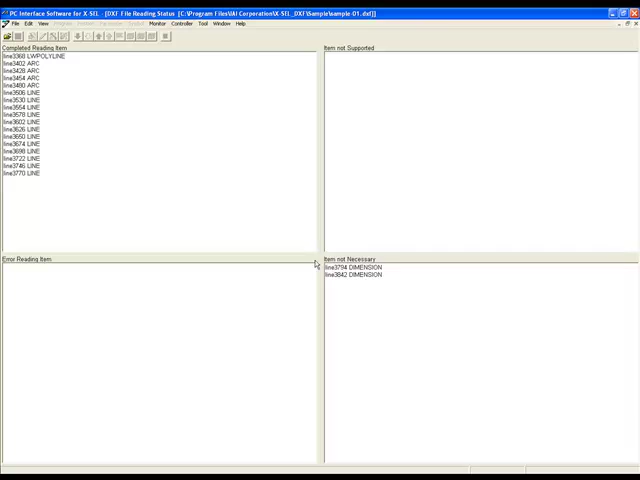 PC Interface Software for X-SEL - [DXF File Reading Status [C:\Program Files\IAI Corporation\X-SEL_DXF\Sample\sample-01.dxf]]
File Edit View Program Parameter Symbol Monitor Controller Tool Window Help
Completed Reading Item
line3368 LWPOLYLINE
line3402 ARC
line3428 ARC
line3454 ARC
line3480 ARC
line3506 LINE
line3530 LINE
line3554 LINE
line3578 LINE
line3602 LINE
line3626 LINE
line3650 LINE
line3674 LINE
line3698 LINE
line3722 LINE
line3746 LINE
line3770 LINE
Item not Supported
Error Reading Item
Item not Necessary
line3794 DIMENSION
line3842 DIMENSION